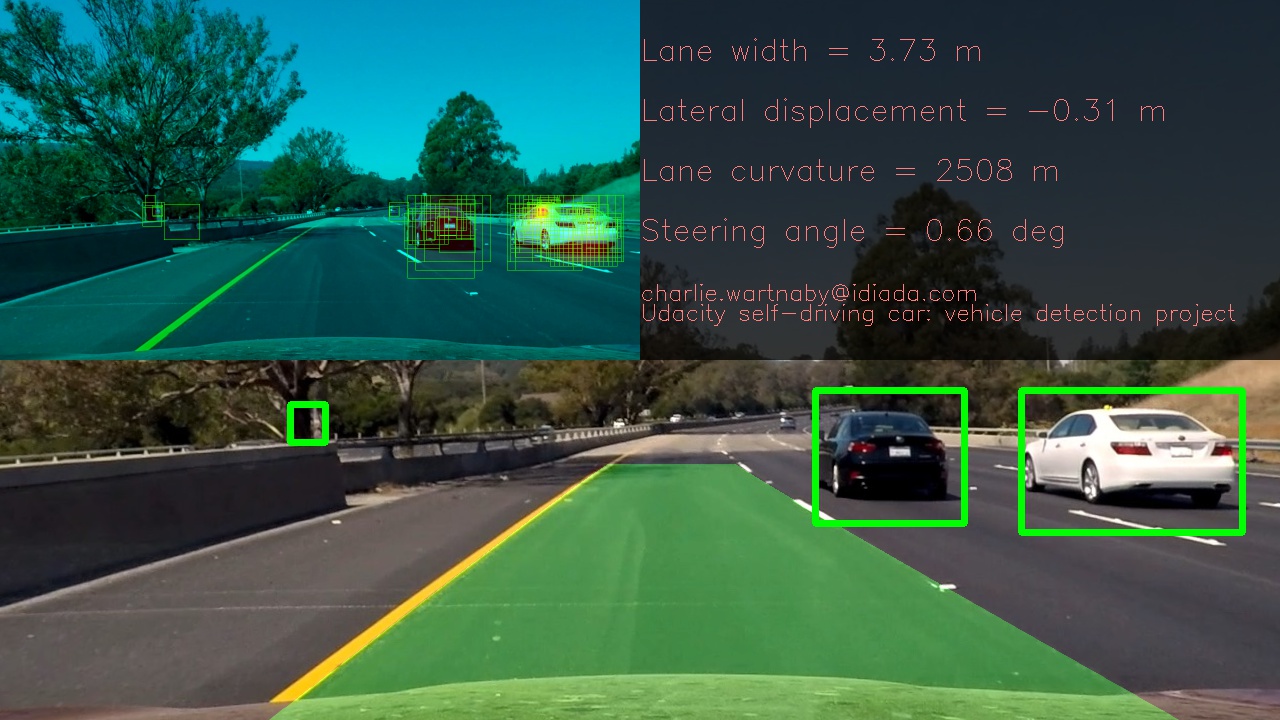 Lane width = 3.73 m
Lateral displacement = -0.31 m
Lane curvature = 2508 m
Steering angle = 0.66 deg
charlie.wartnaby@idiada.com
Udacity self-driving car: vehicle detection project